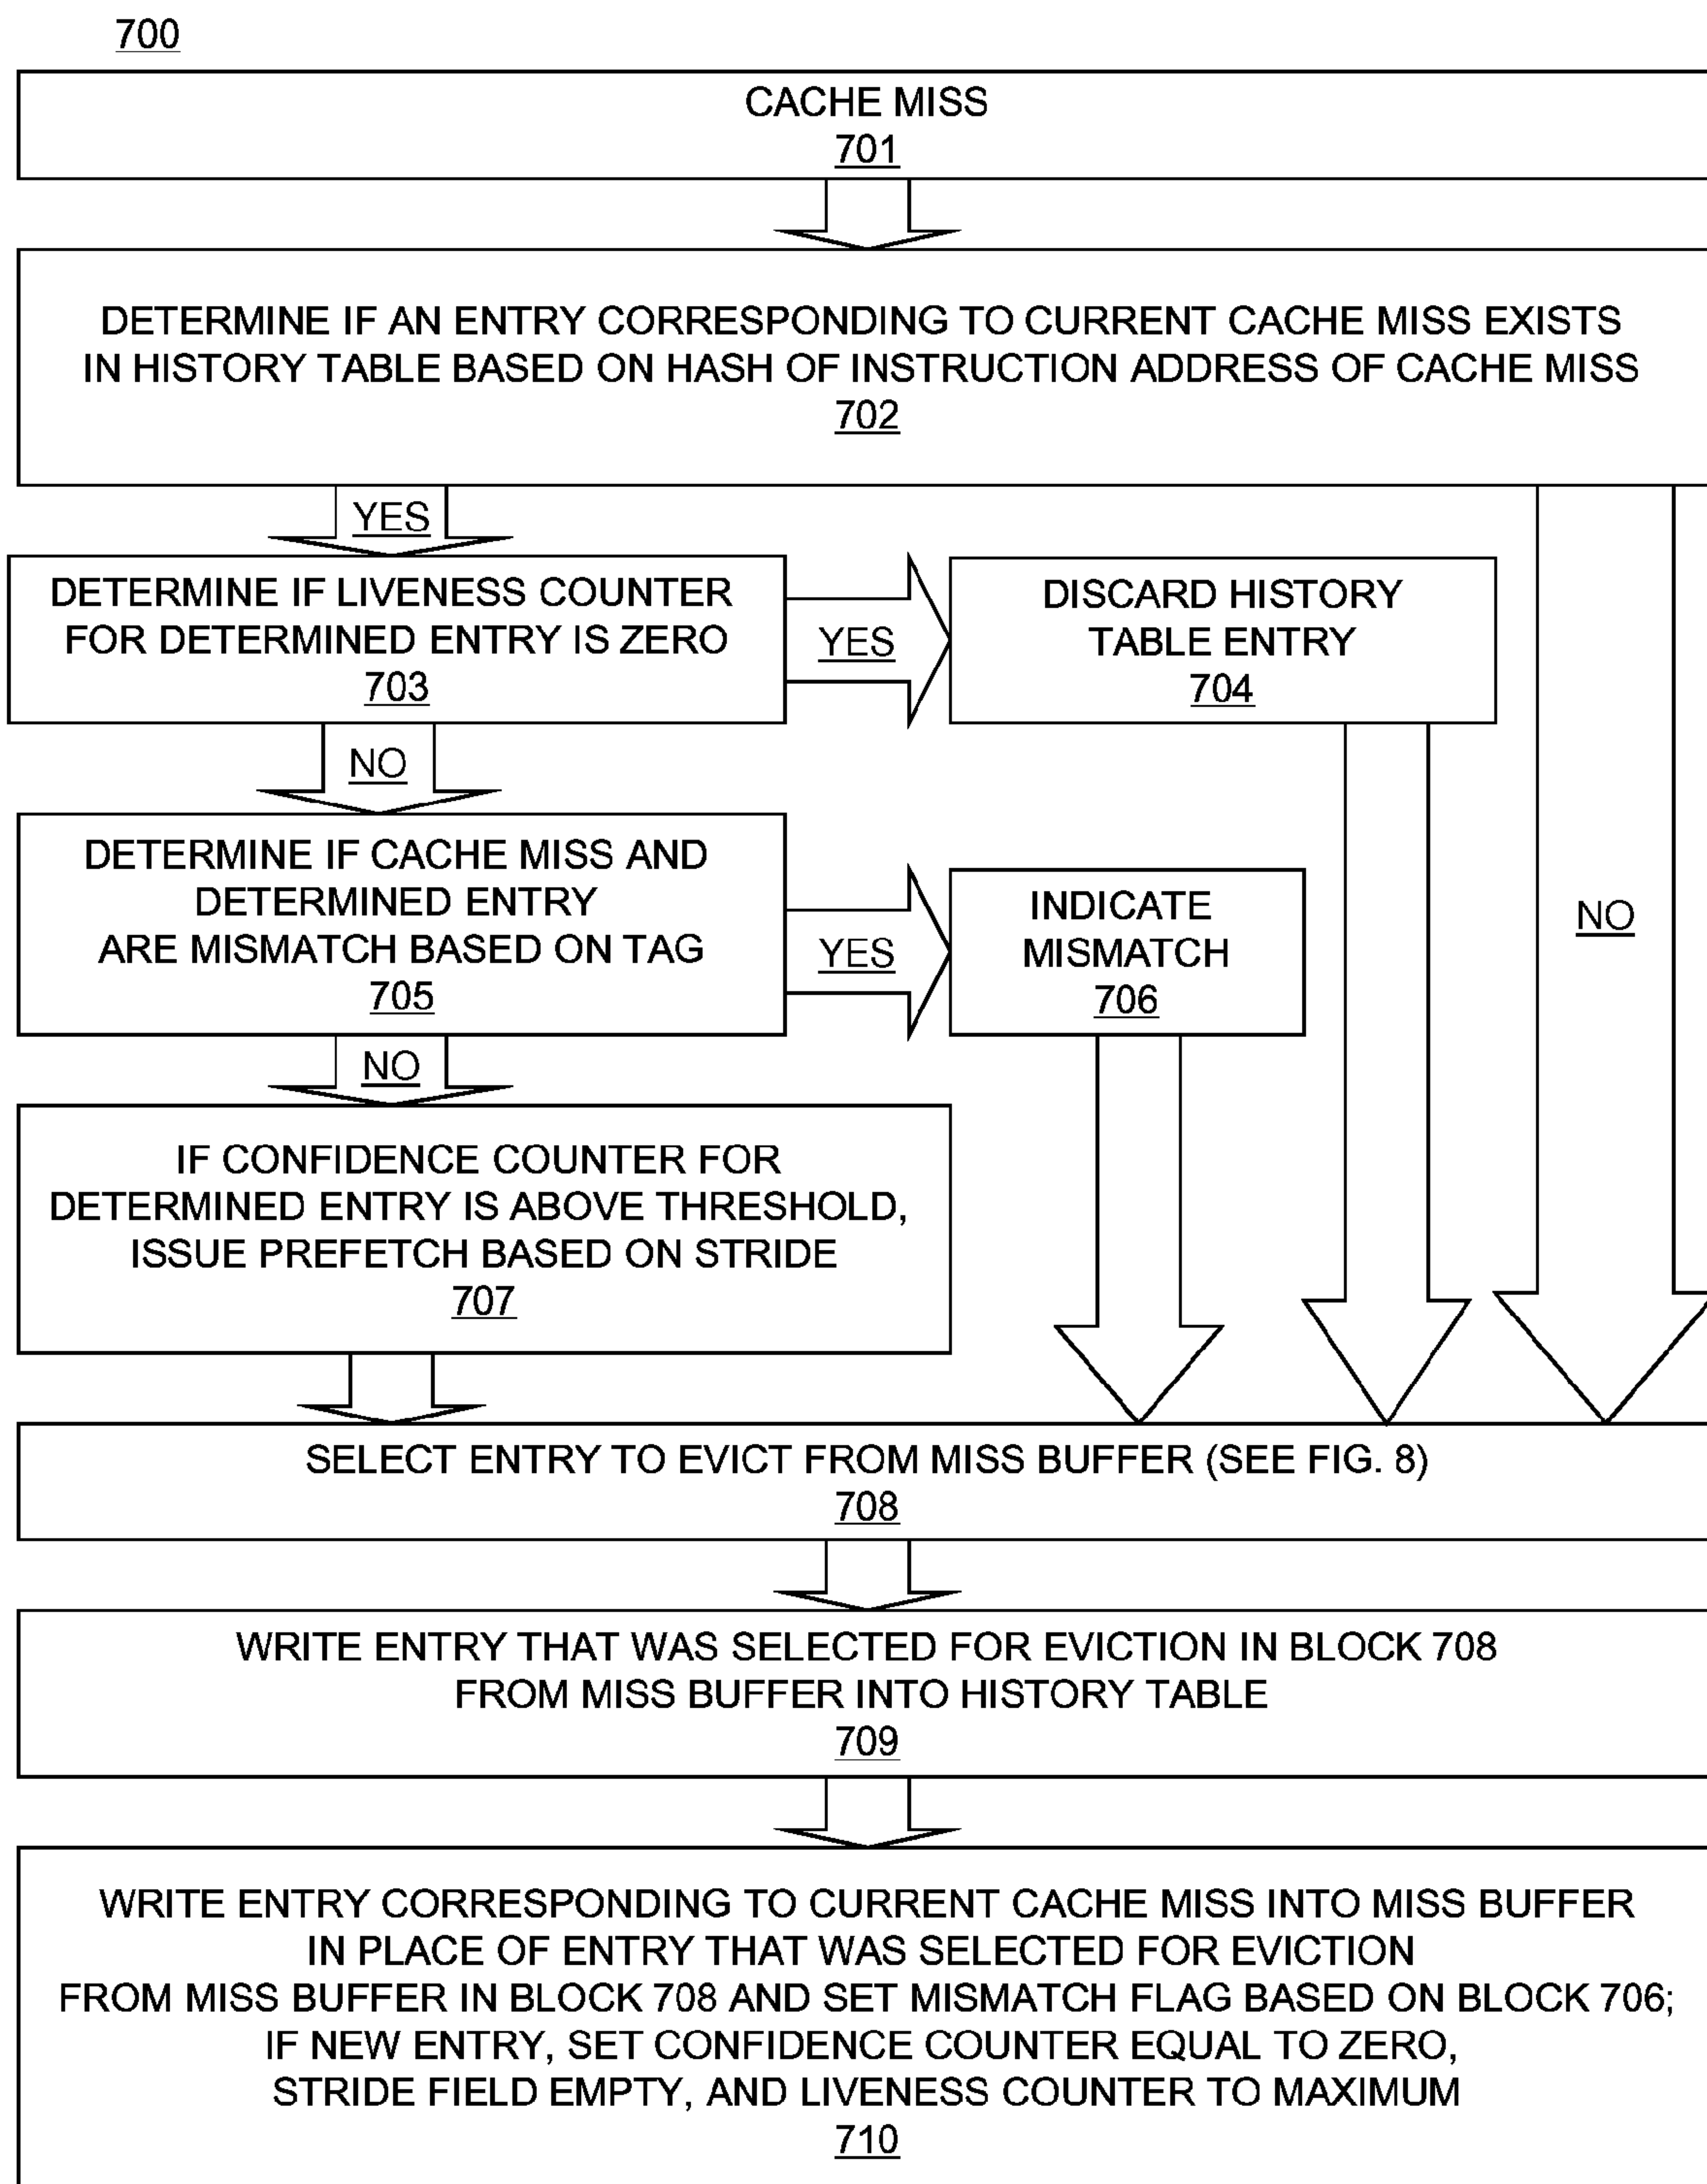 700
CACHE MISS
701
DETERMINE IF AN ENTRY CORRESPONDING TO CURRENT CACHE MISS EXISTS
IN HISTORY TABLE BASED ON HASH OF INSTRUCTION ADDRESS OF CACHE MISS
702
YES
NO
DETERMINE IF LIVENESS COUNTER
FOR DETERMINED ENTRY IS ZERO
703
YES
DISCARD HISTORY
TABLE ENTRY
704
NO
DETERMINE IF CACHE MISS AND
DETERMINED ENTRY
ARE MISMATCH BASED ON TAG
705
YES
INDICATE
MISMATCH
706
NO
IF CONFIDENCE COUNTER FOR
DETERMINED ENTRY IS ABOVE THRESHOLD,
ISSUE PREFETCH BASED ON STRIDE
707
SELECT ENTRY TO EVICT FROM MISS BUFFER (SEE FIG. 8)
708
WRITE ENTRY THAT WAS SELECTED FOR EVICTION IN BLOCK 708
FROM MISS BUFFER INTO HISTORY TABLE
709
WRITE ENTRY CORRESPONDING TO CURRENT CACHE MISS INTO MISS BUFFER
IN PLACE OF ENTRY THAT WAS SELECTED FOR EVICTION
FROM MISS BUFFER IN BLOCK 708 AND SET MISMATCH FLAG BASED ON BLOCK 706;
IF NEW ENTRY, SET CONFIDENCE COUNTER EQUAL TO ZERO,
STRIDE FIELD EMPTY, AND LIVENESS COUNTER TO MAXIMUM
710